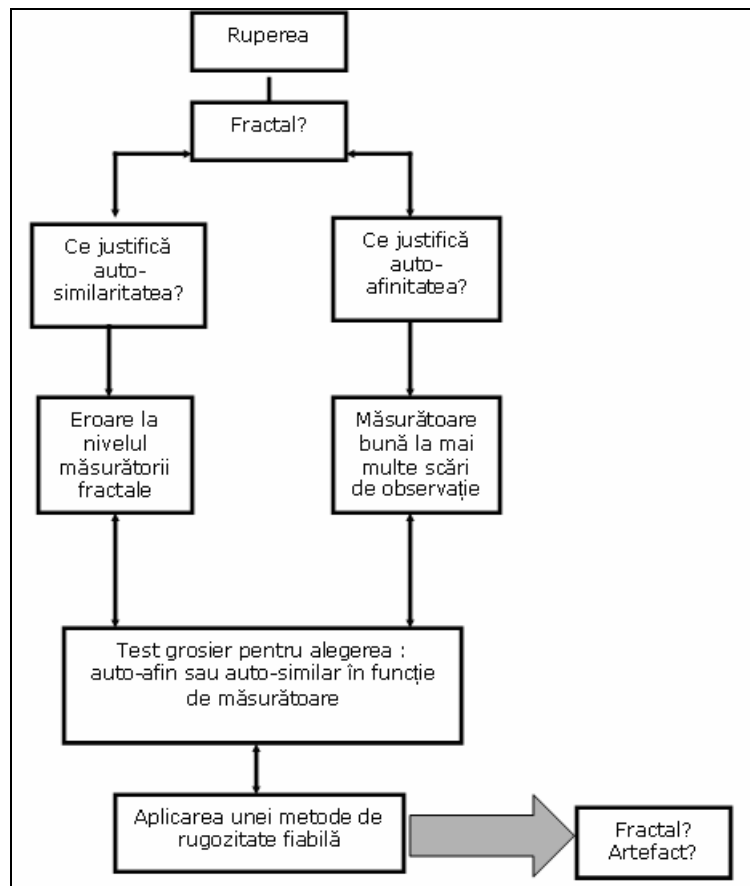 Ruperea
Fractal?
Ce justifică
auto-
similaritatea?
Ce justifică
auto-
afinitatea?
Eroare la
nivelul
măsurătorii
fractale
Măsurătoare
bună la mai
multe scări
de observație
Test grosier pentru alegerea :
auto-afin sau auto-similar în funcție
de măsurătoare
Aplicarea unei metode de
rugozitate fiabilă
Fractal?
Artefact?